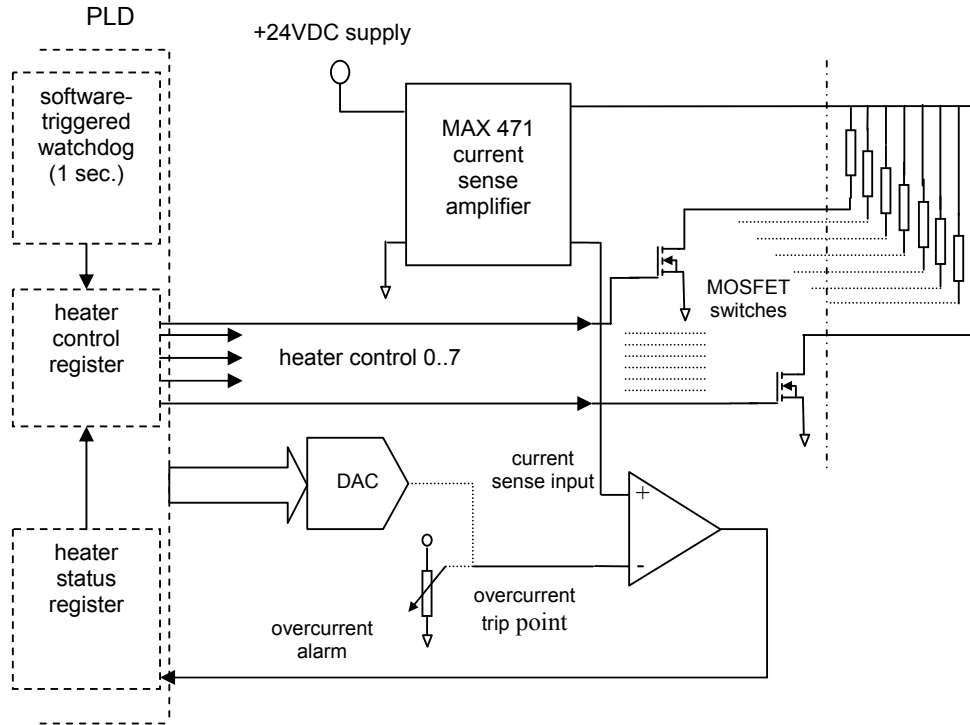 PLD
+24VDC supply
software-
triggered
watchdog
(1 sec.)
MAX 471
current
sense
amplifier
MOSFET
switches
heater
control
register
heater control 0..7
DAC
current
sense input
+
-
heater
status
register
overcurrent
trip point
overcurrent
alarm